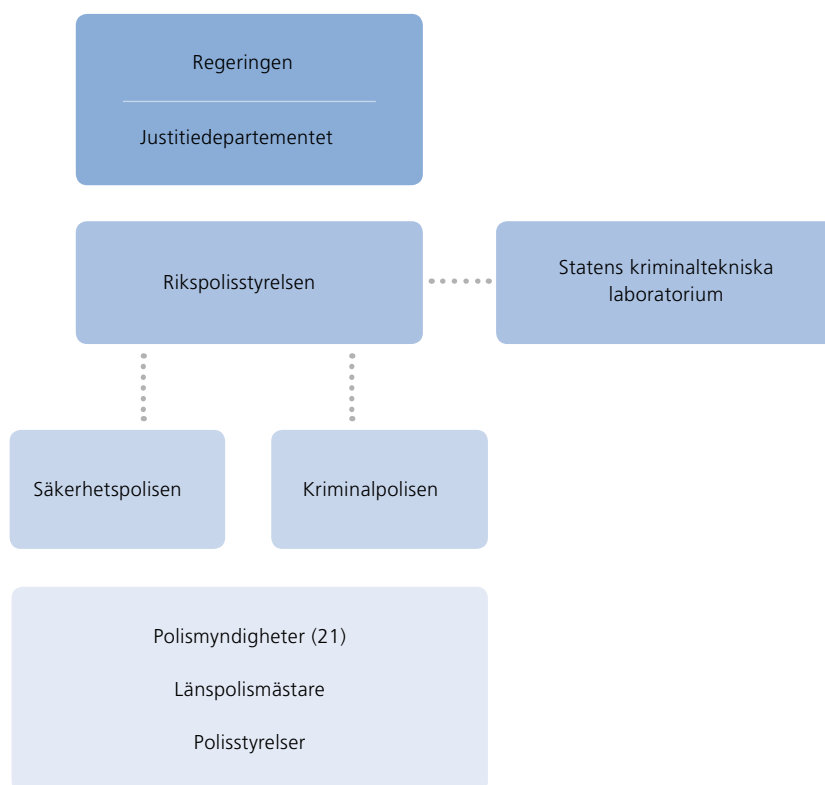 Regeringen
Justitiedepartementet
Rikspolisstyrelsen
Statens kriminaltekniska
laboratorium
Säkerhetspolisen
Kriminalpolisen
Polismyndigheter (21)
Länspolismästare
Polisstyrelser